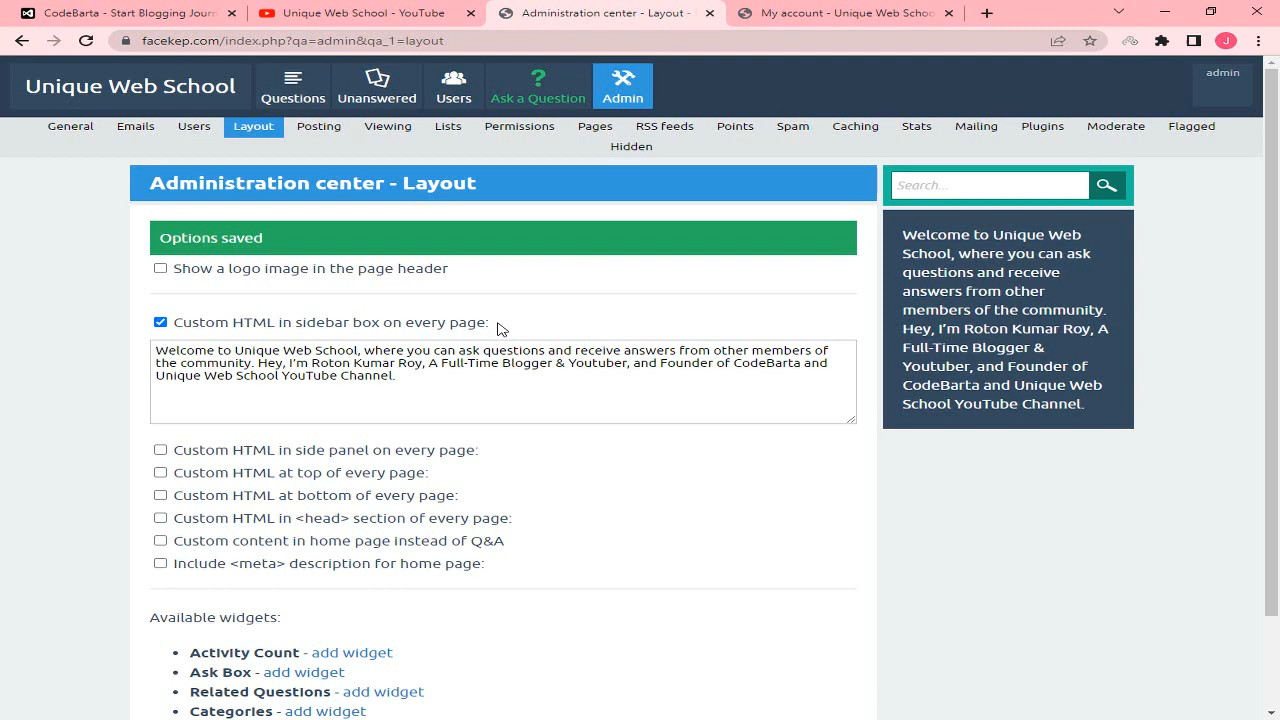 CodeBarta - Start Blogging Journ
Unique Web School - YouTube
Administration center - Layout -
My account - Unique Web Schoo
facekep.com/index.php?qa=admin&qa_1=layout
J
Unique Web School
Questions
Unanswered
Users
?
Ask a Question
Admin
admin
General
Emails
Users
Layout
Posting
Viewing
Lists
Permissions
Pages
RSS feeds
Points
Spam
Caching
Stats
Mailing
Plugins
Moderate
Flagged
Hidden
Administration center - Layout
Options saved
Show a logo image in the page header
Custom HTML in sidebar box on every page:
Welcome to Unique Web School, where you can ask questions and receive answers from other members of
the community. Hey, I'm Roton Kumar Roy, A Full-Time Blogger & Youtuber, and Founder of CodeBarta and
Unique Web School YouTube Channel.
Custom HTML in side panel on every page:
Custom HTML at top of every page:
Custom HTML at bottom of every page:
Custom HTML in <head> section of every page:
Custom content in home page instead of Q&A
Include <meta> description for home page:
Available widgets:
Activity Count - add widget
Ask Box - add widget
Related Questions - add widget
Categories - add widget
Search...
Welcome to Unique Web
School, where you can ask
questions and receive
answers from other
members of the community.
Hey, I'm Roton Kumar Roy, A
Full-Time Blogger &
Youtuber, and Founder of
CodeBarta and Unique Web
School YouTube Channel.